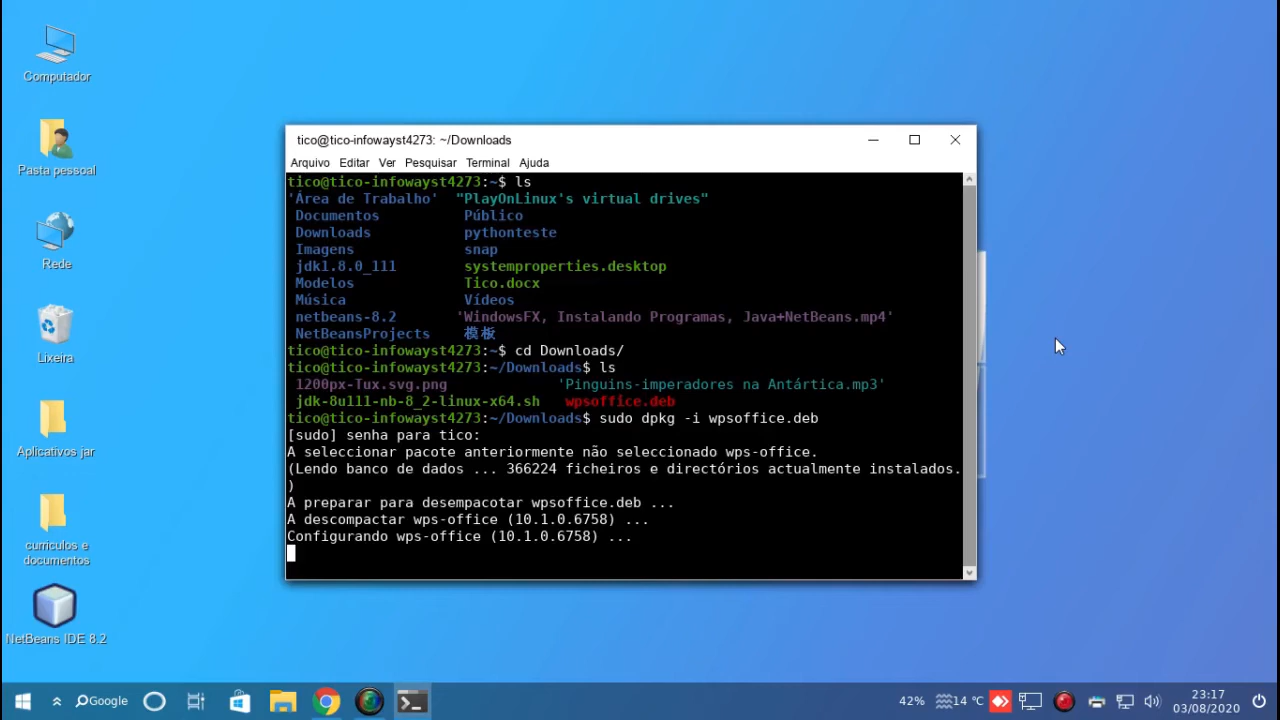 Computador
Pasta pessoal
Rede
Lixeira
Aplicativos jar
curriculos e
documentos
NetBeans IDE 8.2
tico@tico-infowayst4273: ~/Downloads
Arquivo Editar Ver Pesquisar Terminal Ajuda
tico@tico-infowayst4273:~$ ls
'Área de Trabalho' "PlayOnLinux's virtual drives"
Documentos Público
Downloads pythonteste
Imagens snap
jdk1.8.0_111 systemproperties.desktop
Modelos Tico.docx
Música Vídeos
netbeans-8.2 'WindowsFX, Instalando Programas, Java+NetBeans.mp4'
NetBeansProjects 模板
tico@tico-infowayst4273:~$ cd Downloads/
tico@tico-infowayst4273:~/Downloads$ ls
1200px-Tux.svg.png 'Pinguins-imperadores na Antártica.mp3'
jdk-8u111-nb-8_2-linux-x64.sh wpsoffice.deb
tico@tico-infowayst4273:~/Downloads$ sudo dpkg -i wpsoffice.deb
[sudo] senha para tico:
A seleccionar pacote anteriormente não seleccionado wps-office.
(Lendo banco de dados ... 366224 ficheiros e directórios actualmente instalados.
)
A preparar para desempacotar wpsoffice.deb ...
A descompactar wps-office (10.1.0.6758) ...
Configurando wps-office (10.1.0.6758) ...
Google
42%
14 °C
23:17
03/08/2020